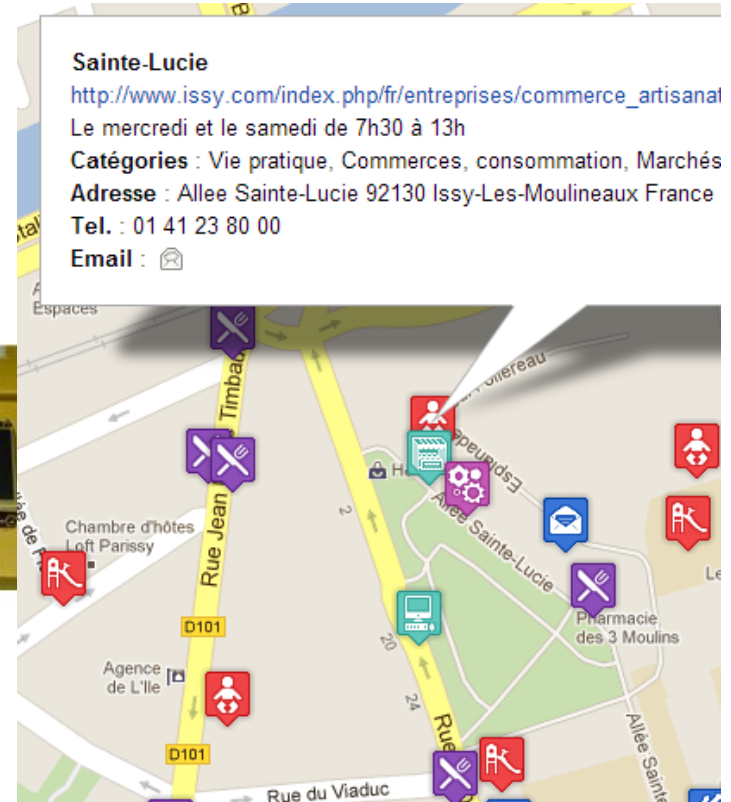 Sainte-Lucie
http://www.issy.com/index.php/fr/entreprises/commerce_artisanat
Le mercredi et le samedi de 7h30 à 13h
Catégories : Vie pratique, Commerces, consommation, Marchés
Adresse : Allee Sainte-Lucie 92130 Issy-Les-Moulineaux France
Tel. : 01 41 23 80 00
Email :
Espaces
Timbau
Esplanade
H
Allée Sainte-Lucie
2
Rue Jean
Chambre d'hôtes
Loft Parissy
Le
D101
Pharmacie
des 3 Moulins
20
Agence
de L'Ile
24
Rue
Allée Sainte
D101
Rue du Viaduc